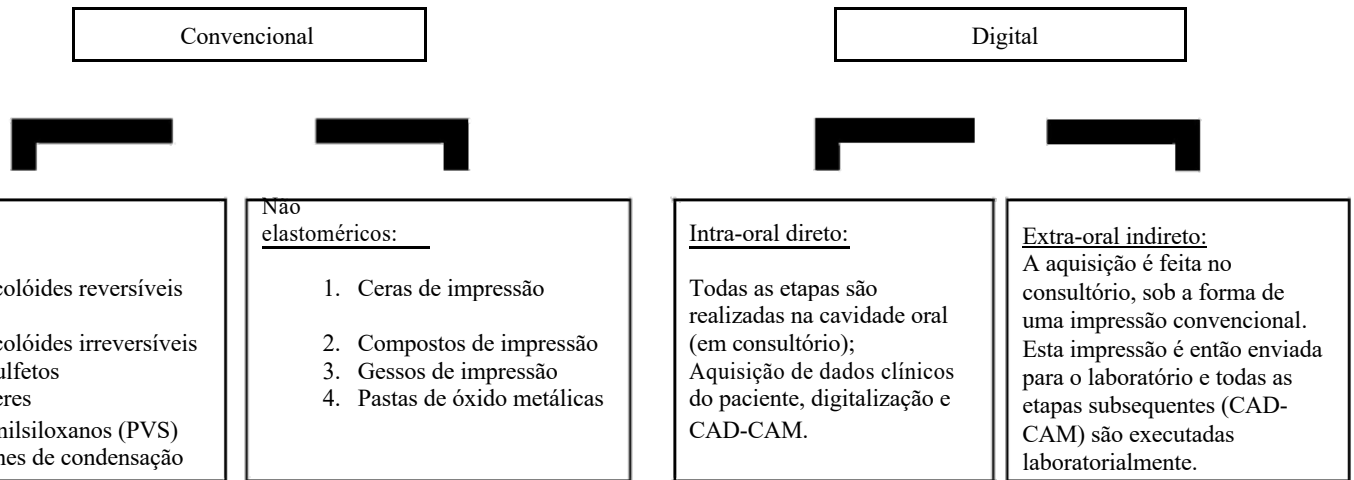 Convencional
Digital
colóides reversíveis
colóides irreversíveis
ulfetos
eres
nilsiloxanos (PVS)
nes de condensação
Não
elastoméricos:
1. Ceras de impressão
2. Compostos de impressão
3. Gessos de impressão
4. Pastas de óxido metálicas
Intra-oral direto:
Todas as etapas são
realizadas na cavidade oral
(em consultório);
Aquisição de dados clínicos
do paciente, digitalização e
CAD-CAM.
Extra-oral indireto:
A aquisição é feita no
consultório, sob a forma de
uma impressão convencional.
Esta impressão é então enviada
para o laboratório e todas as
etapas subsequentes (CAD-
CAM) são executadas
laboratorialmente.